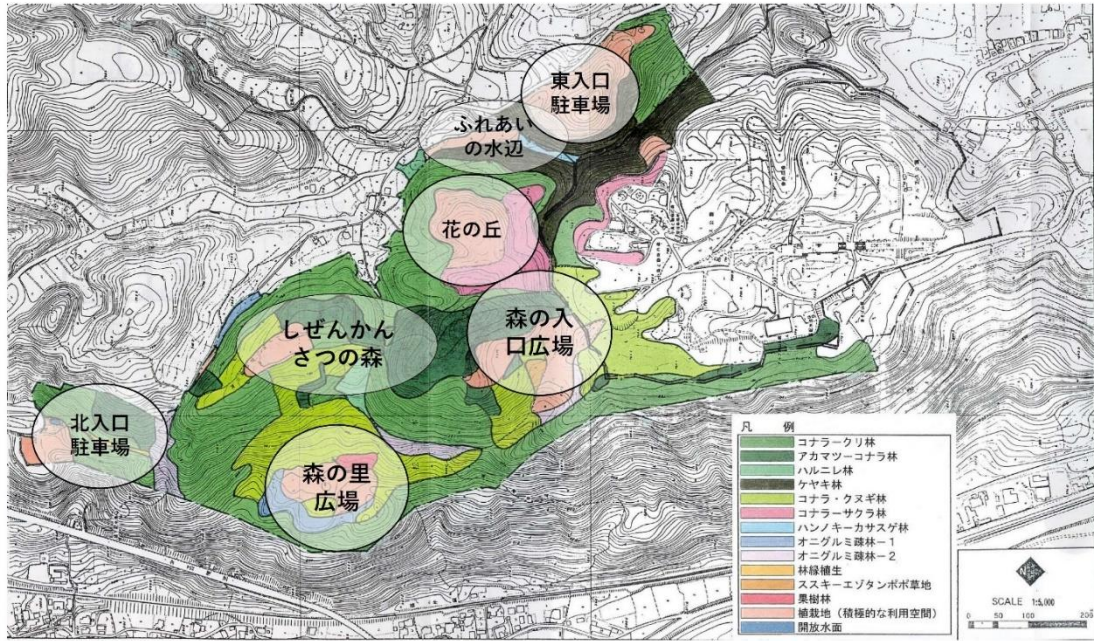 東入口
駐車場
ふれあい
の水辺
花の丘
しぜんかん
さつの森
森の入
口広場
北入口
駐車場
森の里
広場
凡 例
コナラークリ林
アカマツーコナラ林
ハルニレ林
ケヤキ林
コナラ・クヌギ林
コナラーサクラ林
ハンノキーカサスゲ林
オニグルミ疎林ー1
オニグルミ疎林ー2
林縁植生
ススキーエゾタンポポ草地
果樹林
植栽地（積極的な利用空間）
開放水面
SCALE 1:5,000
0 50 100 200